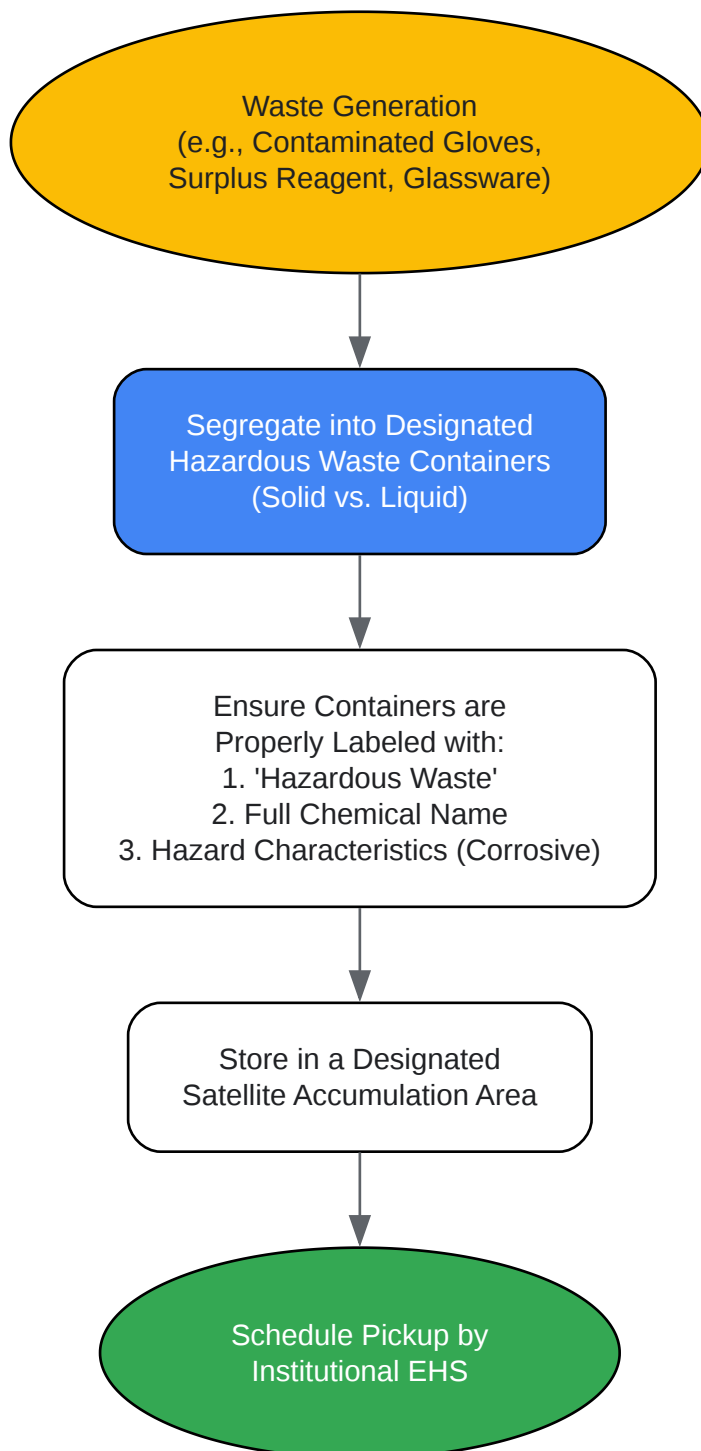 Waste Generation
(e.g., Contaminated Gloves,
Surplus Reagent, Glassware)
Segregate into Designated
Hazardous Waste Containers
(Solid vs. Liquid)
Ensure Containers are
Properly Labeled with:
1. 'Hazardous Waste'
2. Full Chemical Name
3. Hazard Characteristics (Corrosive)
Store in a Designated
Satellite Accumulation Area
Schedule Pickup by
Institutional EHS